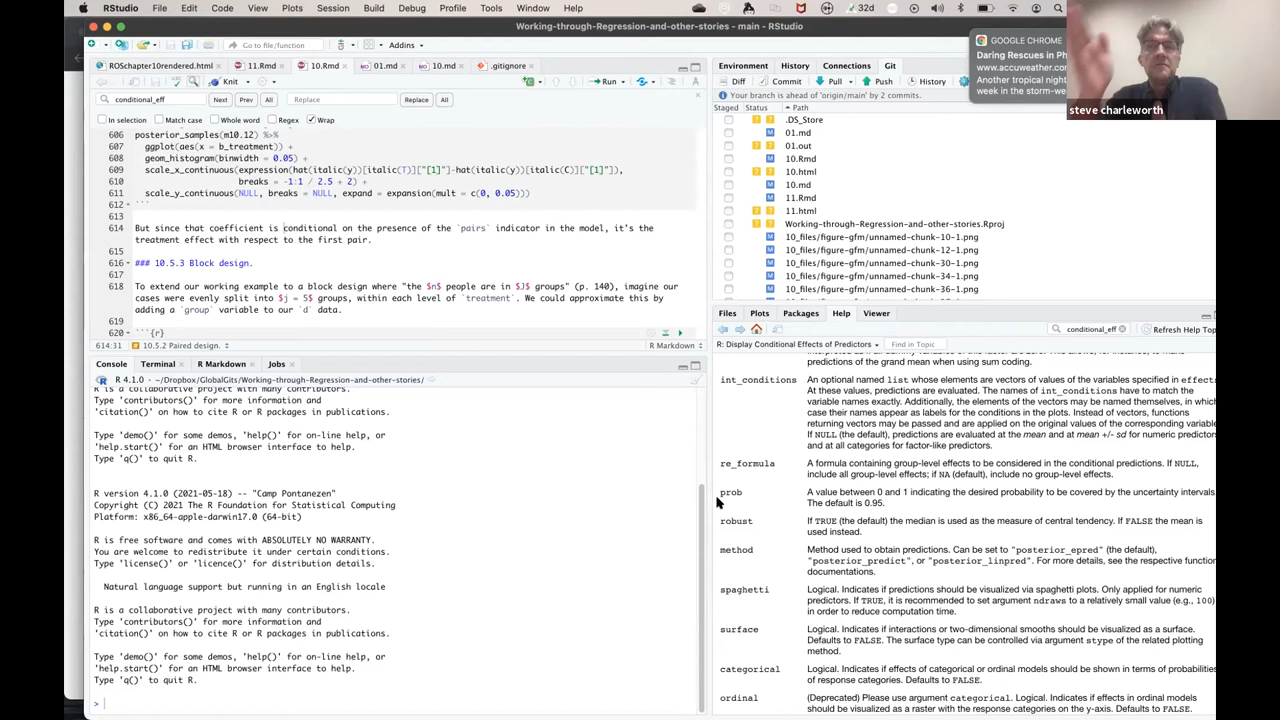 RStudio File Edit Code View Plots Session Build Debug Profile Tools Window Help 32d
Working-through-Regression-and-other-stories - main - RStudio
Go to file/function Addins
GOOGLE CHROME
Daring Rescues in Ph
www.accuweather.co
Another tropical night
week in the storm-we
steve charleworth
ROSchapter10rendered.html 11.Rmd 10.Rmd 01.md 10.md .gitignore
Knit Run
conditional_eff Next Prev All Replace Replace All
In selection Match case Whole word Regex Wrap
606 posterior_samples(m10.12) %>%
607 ggplot(aes(x = b_treatment)) +
608 geom_histogram(binwidth = 0.05) +
609 scale_x_continuous(expression(hat(italic(y))[italic(T)]["[1]"]-hat(italic(y))[italic(C)]["[1]"]),
610 breaks = -1:1 / 2.5 + 2) +
611 scale_y_continuous(NULL, breaks = NULL, expand = expansion(mult = c(0, 0.05)))
612 ```
613
614 But since that coefficient is conditional on the presence of the `pairs` indicator in the model, it's the
treatment effect with respect to the first pair.
615
616 ### 10.5.3 Block design.
617
618 To extend our working example to a block design where "the $n$ people are in $J$ groups" (p. 140), imagine our
cases were evenly split into $j = 5$ groups, within each level of `treatment`. We could approximate this by
adding a `group` variable to our `d` data.
619
620 ```{r}
614:31 10.5.2 Paired design. R Markdown
Console Terminal R Markdown Jobs
R 4.1.0 · ~/Dropbox/GlobalGits/Working-through-Regression-and-other-stories/
R is a collaborative project with many contributors.
Type 'contributors()' for more information and
'citation()' on how to cite R or R packages in publications.
Type 'demo()' for some demos, 'help()' for on-line help, or
'help.start()' for an HTML browser interface to help.
Type 'q()' to quit R.
R version 4.1.0 (2021-05-18) -- "Camp Pontanezen"
Copyright (C) 2021 The R Foundation for Statistical Computing
Platform: x86_64-apple-darwin17.0 (64-bit)
R is free software and comes with ABSOLUTELY NO WARRANTY.
You are welcome to redistribute it under certain conditions.
Type 'license()' or 'licence()' for distribution details.
Natural language support but running in an English locale
R is a collaborative project with many contributors.
Type 'contributors()' for more information and
'citation()' on how to cite R or R packages in publications.
Type 'demo()' for some demos, 'help()' for on-line help, or
'help.start()' for an HTML browser interface to help.
Type 'q()' to quit R.
>
Environment History Connections Git
Diff Commit Pull Push History
Your branch is ahead of 'origin/main' by 2 commits.
Staged Status Path
? ? .DS_Store
M 01.md
? ? 01.out
M 10.Rmd
? ? 10.html
M 10.md
M 11.Rmd
? ? 11.html
? ? Working-through-Regression-and-other-stories.Rproj
M 10_files/figure-gfm/unnamed-chunk-10-1.png
M 10_files/figure-gfm/unnamed-chunk-12-1.png
M 10_files/figure-gfm/unnamed-chunk-30-1.png
M 10_files/figure-gfm/unnamed-chunk-34-1.png
M 10_files/figure-gfm/unnamed-chunk-36-1.png
Files Plots Packages Help Viewer
conditional_eff Refresh Help Top
R: Display Conditional Effects of Predictors Find in Topic
predictions of the grand mean when using sum coding.
int_conditions An optional named list whose elements are vectors of values of the variables specified in effect
At these values, predictions are evaluated. The names of int_conditions have to match the
variable names exactly. Additionally, the elements of the vectors may be named themselves, in which
case their names appear as labels for the conditions in the plots. Instead of vectors, functions
returning vectors may be passed and are applied on the original values of the corresponding variable
If NULL (the default), predictions are evaluated at the mean and at mean +/- sd for numeric predictors
and at all categories for factor-like predictors.
re_formula A formula containing group-level effects to be considered in the conditional predictions. If NULL,
include all group-level effects; if NA (default), include no group-level effects.
prob A value between 0 and 1 indicating the desired probability to be covered by the uncertainty intervals.
The default is 0.95.
robust If TRUE (the default) the median is used as the measure of central tendency. If FALSE the mean is
used instead.
method Method used to obtain predictions. Can be set to "posterior_epred" (the default),
"posterior_predict", or "posterior_linpred". For more details, see the respective function
documentations.
spaghetti Logical. Indicates if predictions should be visualized via spaghetti plots. Only applied for numeric
predictors. If TRUE, it is recommended to set argument ndraws to a relatively small value (e.g., 100)
in order to reduce computation time.
surface Logical. Indicates if interactions or two-dimensional smooths should be visualized as a surface.
Defaults to FALSE. The surface type can be controlled via argument stype of the related plotting
method.
categorical Logical. Indicates if effects of categorical or ordinal models should be shown in terms of probabilities
of response categories. Defaults to FALSE.
ordinal (Deprecated) Please use argument categorical. Logical. Indicates if effects in ordinal models
should be visualized as a raster with the response categories on the y-axis. Defaults to FALSE.